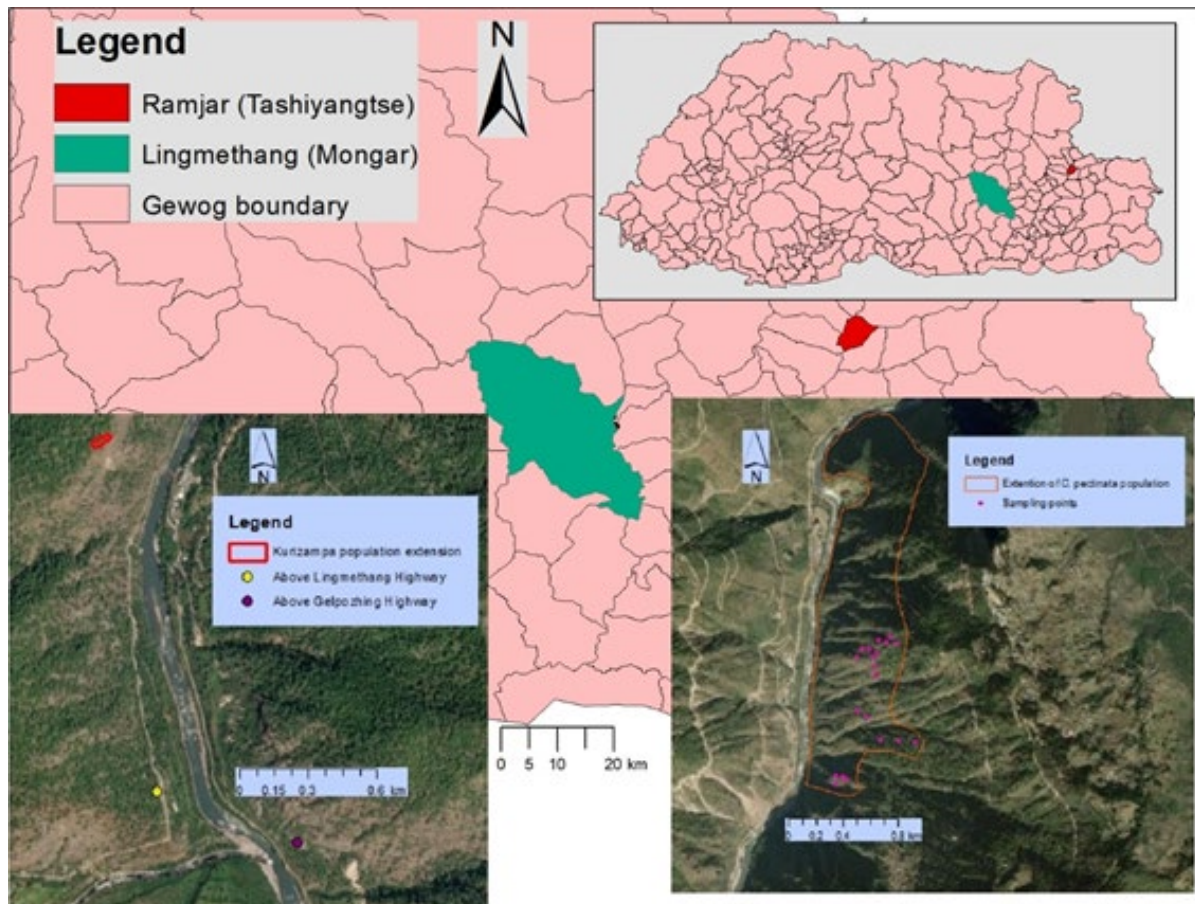 Legend
Ramjar (Tashiyangtse)
Lingmethang (Mongar)
Gewog boundary
N
N
Legend
Kurizampa population extension
Above Lingmethang Highway
Above Gelpozhing Highway
0 0.15 0.3 0.6 km
0 5 10 20 km
N
Legend
Extention of C. pectinata population
Sampling points
0 0.2 0.4 0.8 km